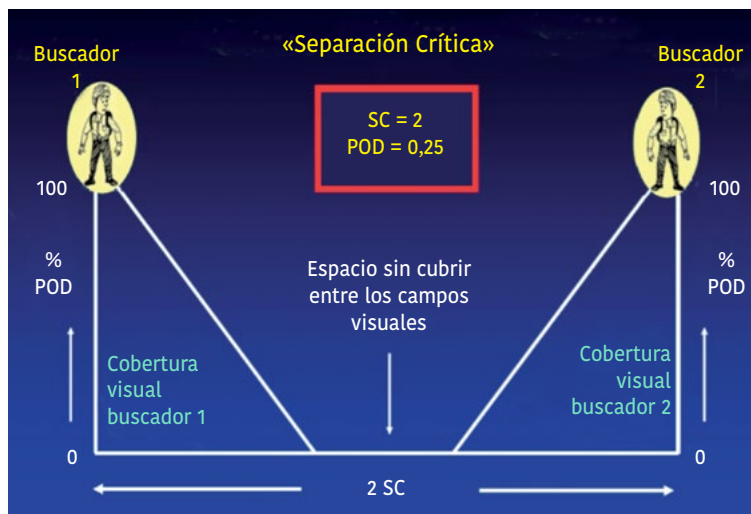 «Separación Crítica»
Buscador
1
Buscador
2
SC = 2
POD = 0,25
100
100
%
POD
%
POD
Espacio sin cubrir
entre los campos
visuales
Cobertura
visual
buscador 1
Cobertura
visual
buscador 2
0
0
2 SC